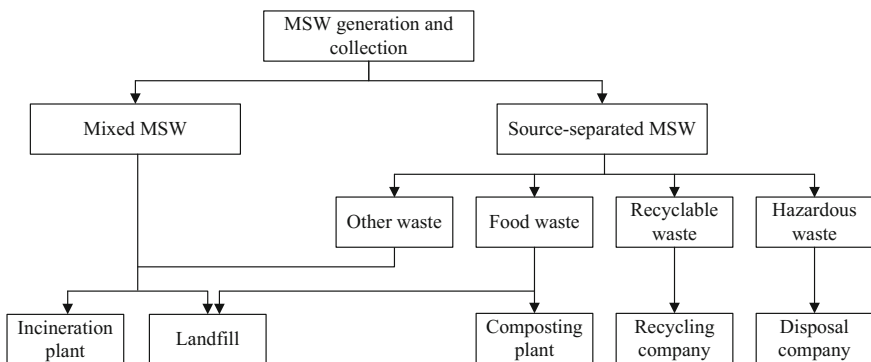 MSW generation and
collection
Mixed MSW
Source-separated MSW
Other waste
Food waste
Recyclable
waste
Hazardous
waste
Incineration
plant
Landfill
Composting
plant
Recycling
company
Disposal
company